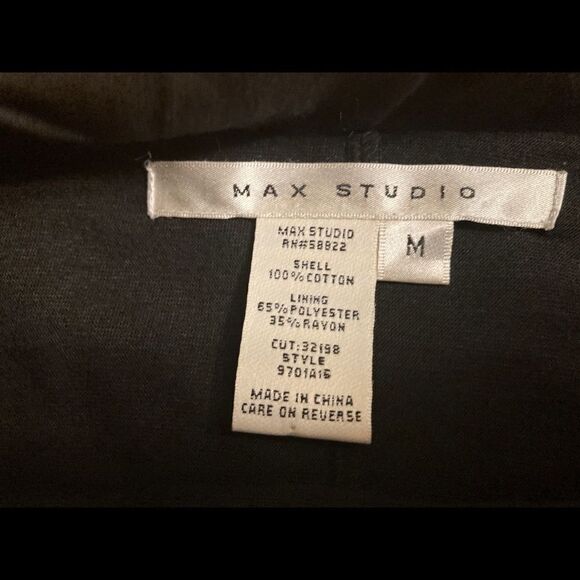 MAX STUDIO
M
MAX STUDIO
RN#58822
SHELL
100% COTTON
LINING
65% POLYESTER
35% RAYON
CUT:32198
STYLE
9701A16
MADE IN CHINA
CARE ON REVERSE